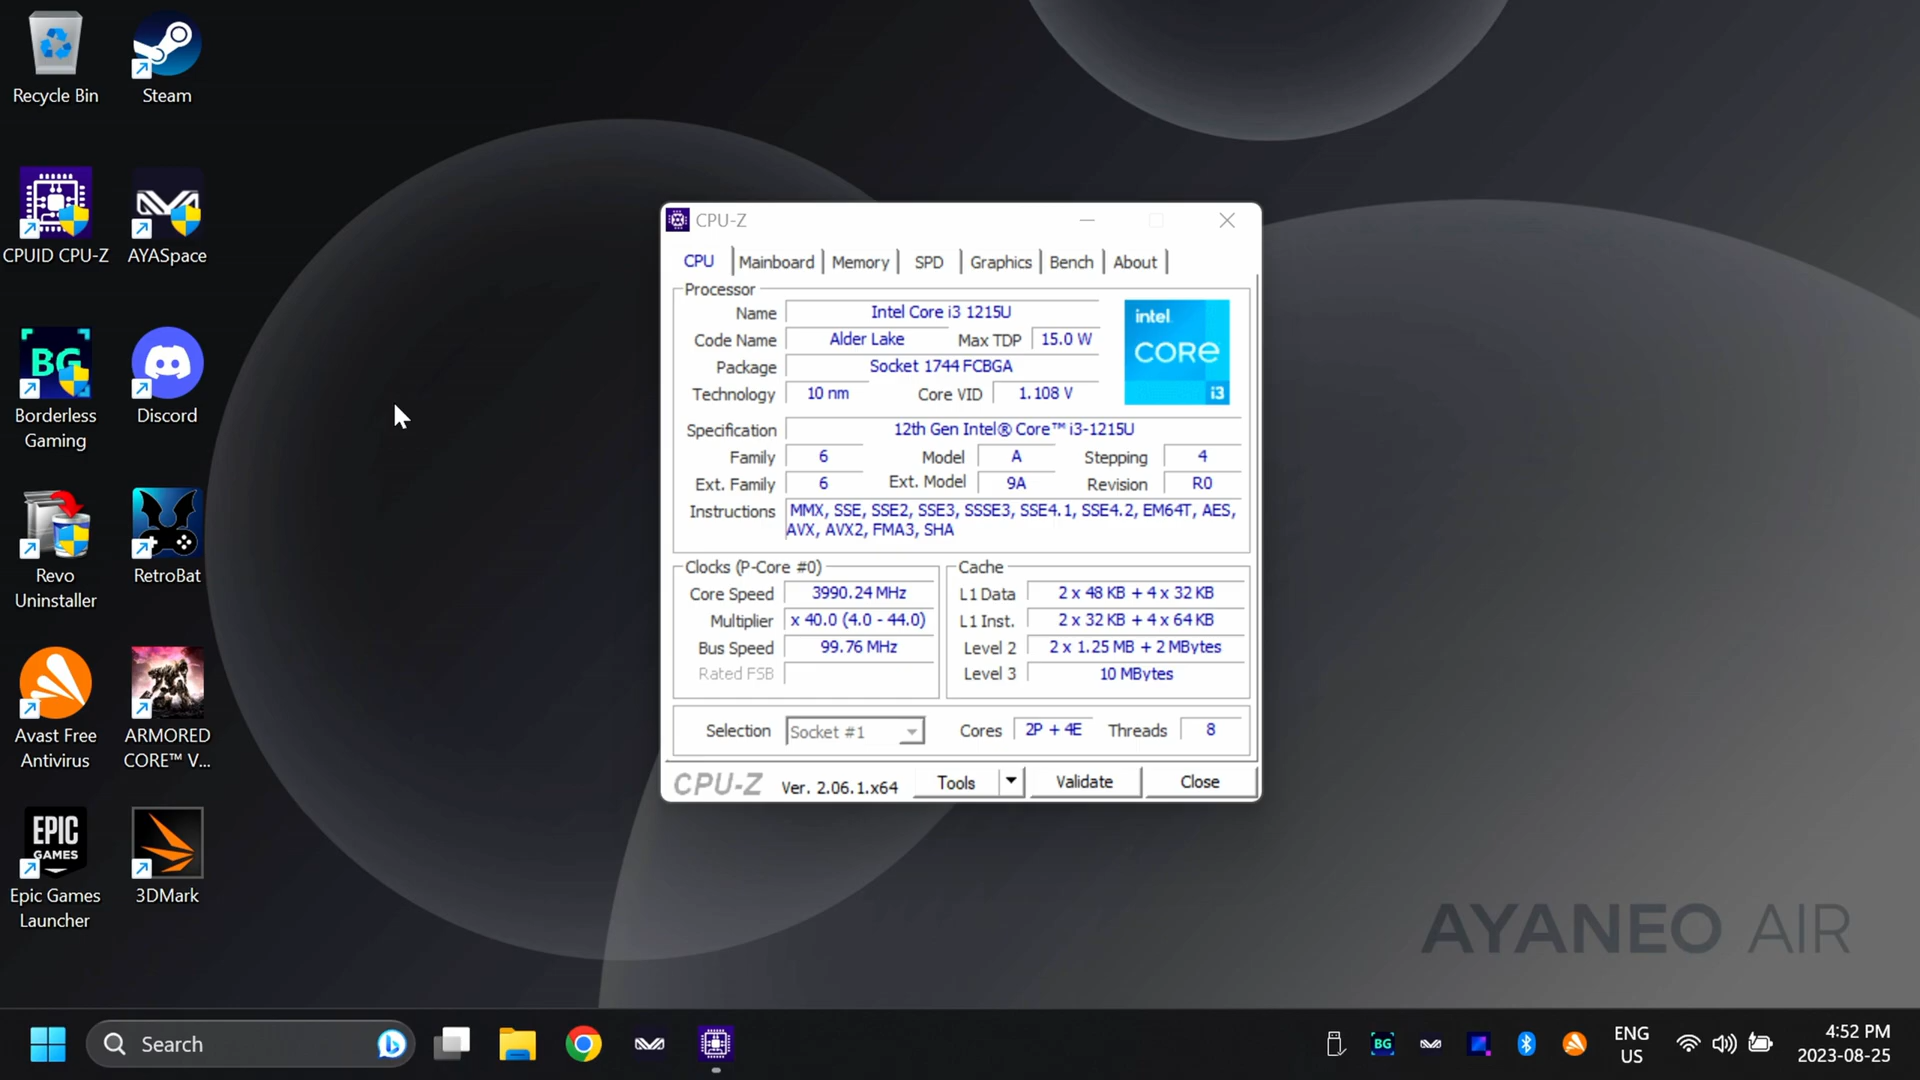 Recycle Bin
Steam
CPUID CPU-Z
AYASpace
BG
Borderless
Gaming
Discord
Revo
Uninstaller
RetroBat
Avast Free
Antivirus
ARMORED
CORE™ V...
EPIC
GAMES
Epic Games
Launcher
3DMark
CPU-Z
CPU Mainboard Memory SPD Graphics Bench About
Processor
Name Intel Core i3 1215U
Code Name Alder Lake Max TDP 15.0 W
Package Socket 1744 FCBGA
Technology 10 nm Core VID 1.108 V
intel
CORE
i3
Specification 12th Gen Intel® Core™ i3-1215U
Family 6 Model A Stepping 4
Ext. Family 6 Ext. Model 9A Revision R0
Instructions MMX, SSE, SSE2, SSE3, SSSE3, SSE4.1, SSE4.2, EM64T, AES,
AVX, AVX2, FMA3, SHA
Clocks (P-Core #0)
Core Speed 3990.24 MHz
Multiplier x 40.0 (4.0 - 44.0)
Bus Speed 99.76 MHz
Rated FSB
Cache
L1 Data 2 x 48 KB + 4 x 32 KB
L1 Inst. 2 x 32 KB + 4 x 64 KB
Level 2 2 x 1.25 MB + 2 MBytes
Level 3 10 MBytes
Selection Socket #1 Cores 2P + 4E Threads 8
CPU-Z Ver. 2.06.1.x64 Tools Validate Close
AYANEO AIR
Search
BG
ENG
US
4:52 PM
2023-08-25